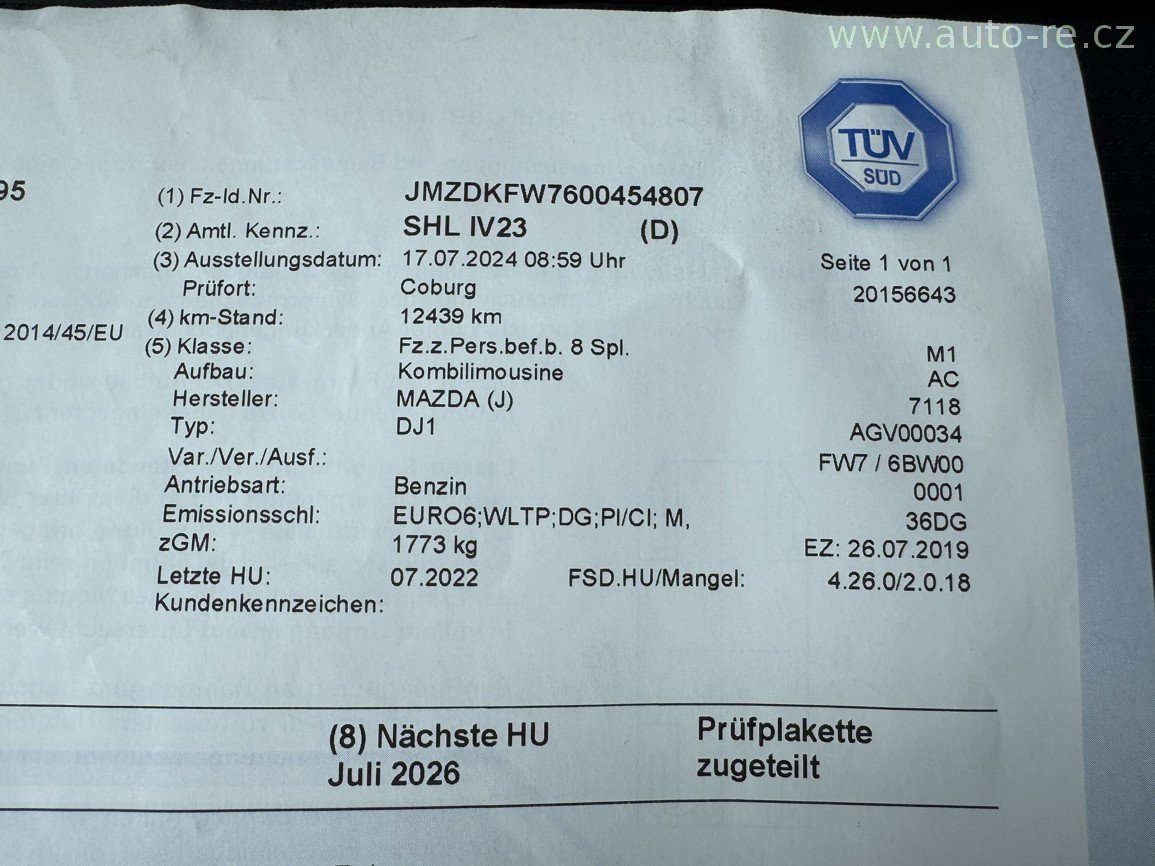 www.auto-re.cz
TÜV
SÜD
95
(1) Fz-Id.Nr.: JMZDKFW7600454807
(2) Amtl. Kennz.: SHL IV23 (D)
(3) Ausstellungsdatum: 17.07.2024 08:59 Uhr Seite 1 von 1
Prüfort: Coburg 20156643
(4) km-Stand: 12439 km
2014/45/EU
(5) Klasse: Fz.z.Pers.bef.b. 8 Spl. M1
Aufbau: Kombilimousine AC
Hersteller: MAZDA (J) 7118
Typ: DJ1 AGV00034
Var./Ver./Ausf.: FW7 / 6BW00
Antriebsart: Benzin 0001
Emissionsschl: EURO6;WLTP;DG;PI/CI; M, 36DG
zGM: 1773 kg EZ: 26.07.2019
Letzte HU: 07.2022 FSD.HU/Mangel: 4.26.0/2.0.18
Kundenkennzeichen:
(8) Nächste HU Prüfplakette
Juli 2026 zugeteilt